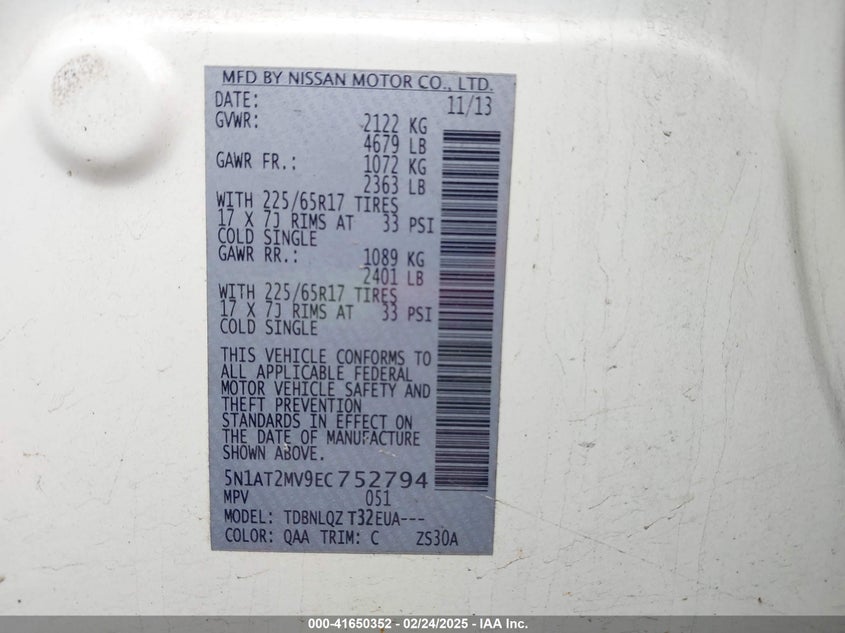 MFD BY NISSAN MOTOR CO., LTD.
DATE: 11/13
GVWR: 2122 KG
4679 LB
GAWR FR.: 1072 KG
2363 LB
WITH 225/65R17 TIRES
17 X 7J RIMS AT 33 PSI
COLD SINGLE
GAWR RR.: 1089 KG
2401 LB
WITH 225/65R17 TIRES
17 X 7J RIMS AT 33 PSI
COLD SINGLE
THIS VEHICLE CONFORMS TO
ALL APPLICABLE FEDERAL
MOTOR VEHICLE SAFETY AND
THEFT PREVENTION
STANDARDS IN EFFECT ON
THE DATE OF MANUFACTURE
SHOWN ABOVE.
5N1AT2MV9EC752794
MPV 051
MODEL: TDBNLQZ T32EUA---
COLOR: QAA TRIM: C ZS30A
000-41650352 - 02/24/2025 - IAA Inc.